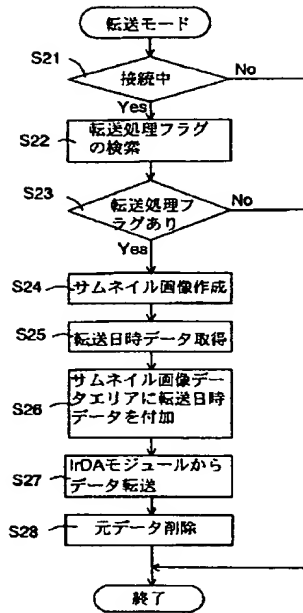 転送モード
S21
接続中
No
Yes
S22
転送処理フラグ
の検索
S23
転送処理フ
ラグあり
No
Yes
S24
サムネイル画像作成
S25
転送日時データ取得
S26
サムネイル画像デー
タエリアに転送日時
データを付加
S27
IrDAモジュールから
データ転送
S28
元データ削除
終了